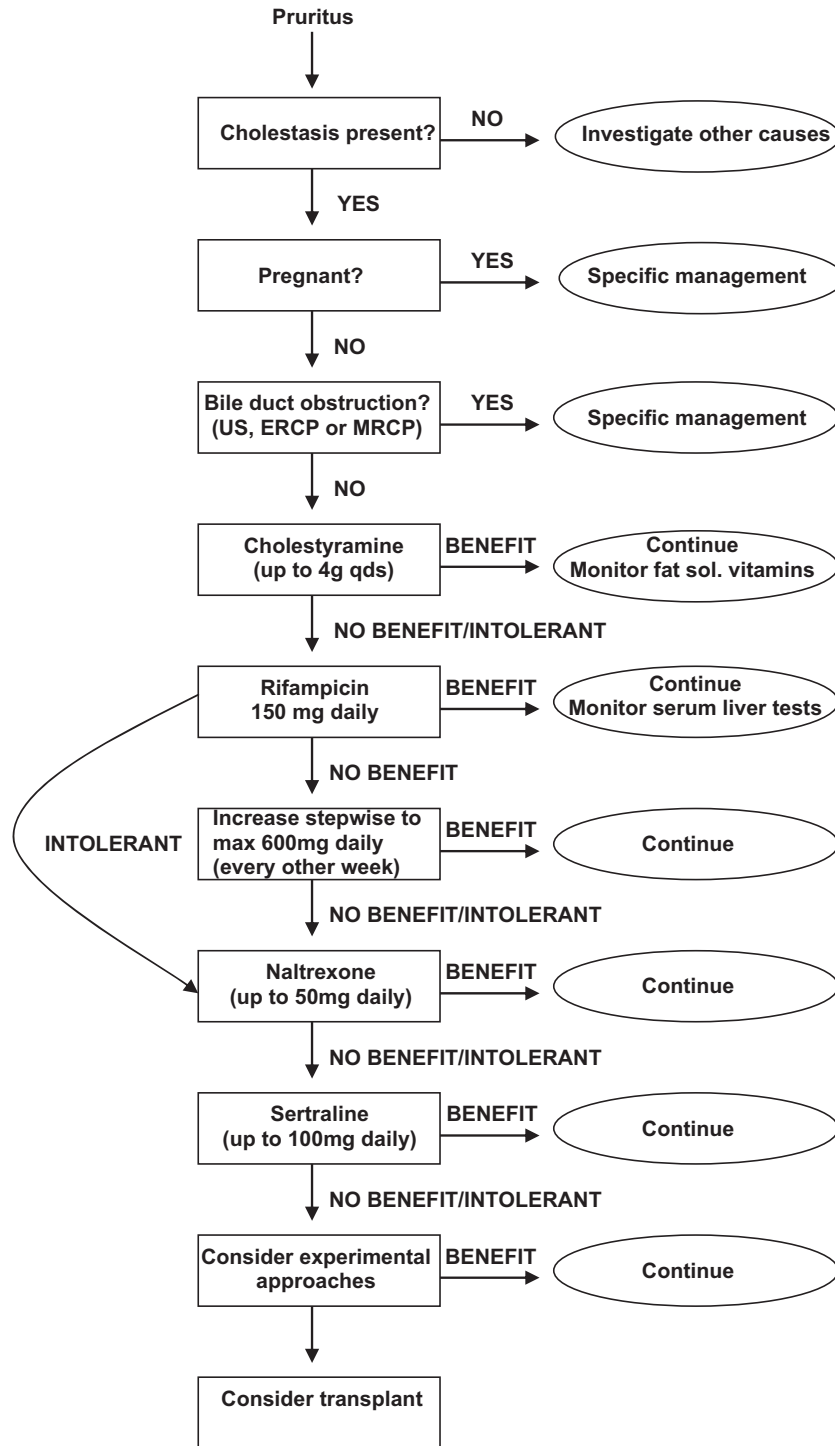 Pruritus
Cholestasis present?
NO
Investigate other causes
YES
Pregnant?
YES
Specific management
NO
Bile duct obstruction?
(US, ERCP or MRCP)
YES
Specific management
NO
Cholestyramine
(up to 4g qds)
BENEFIT
Continue
Monitor fat sol. vitamins
NO BENEFIT/INTOLERANT
Rifampicin
150 mg daily
BENEFIT
Continue
Monitor serum liver tests
NO BENEFIT
INTOLERANT
Increase stepwise to
max 600mg daily
(every other week)
BENEFIT
Continue
NO BENEFIT/INTOLERANT
Naltrexone
(up to 50mg daily)
BENEFIT
Continue
NO BENEFIT/INTOLERANT
Sertraline
(up to 100mg daily)
BENEFIT
Continue
NO BENEFIT/INTOLERANT
Consider experimental
approaches
BENEFIT
Continue
Consider transplant